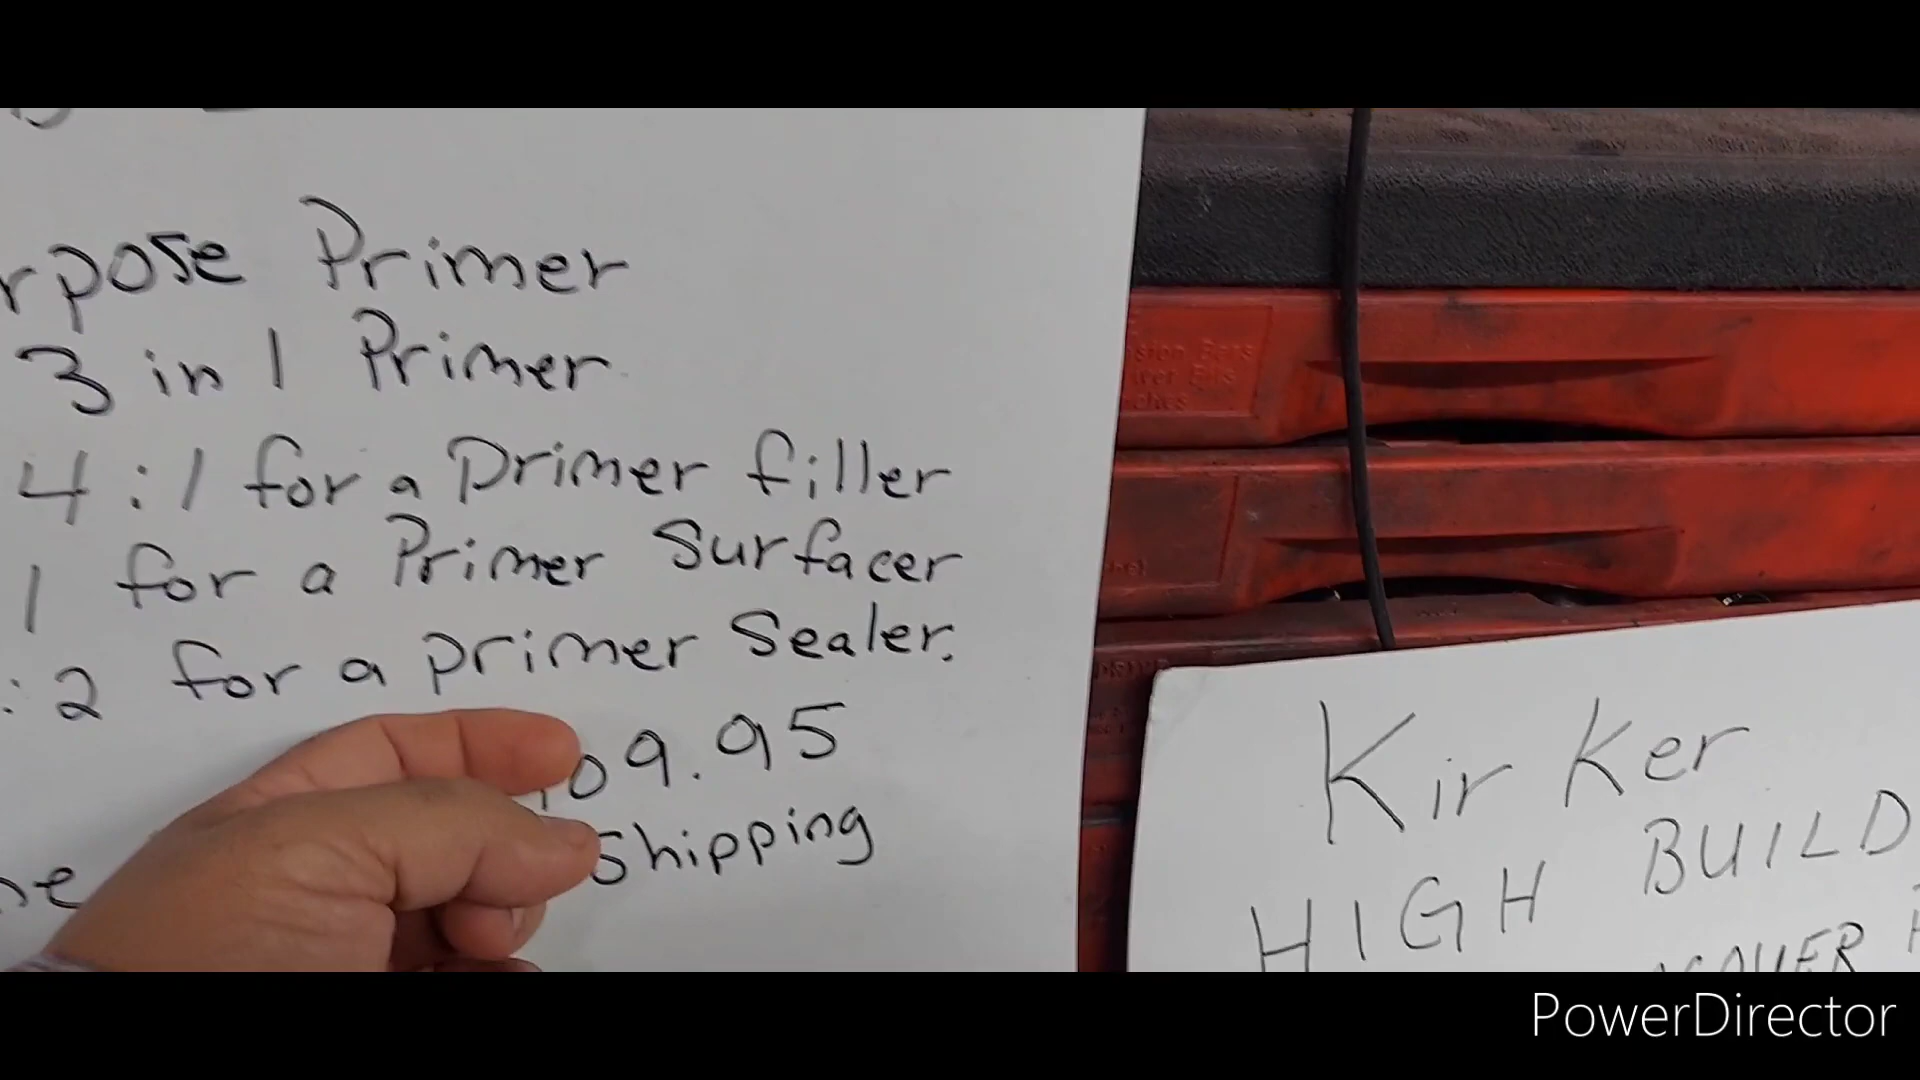 rpose Primer
3 in 1 Primer
4:1 for a primer filler
1 for a Primer Surfacer
:2 for a primer Sealer.
09.95
Shipping
Kirker
HIGH BUILD
PowerDirector